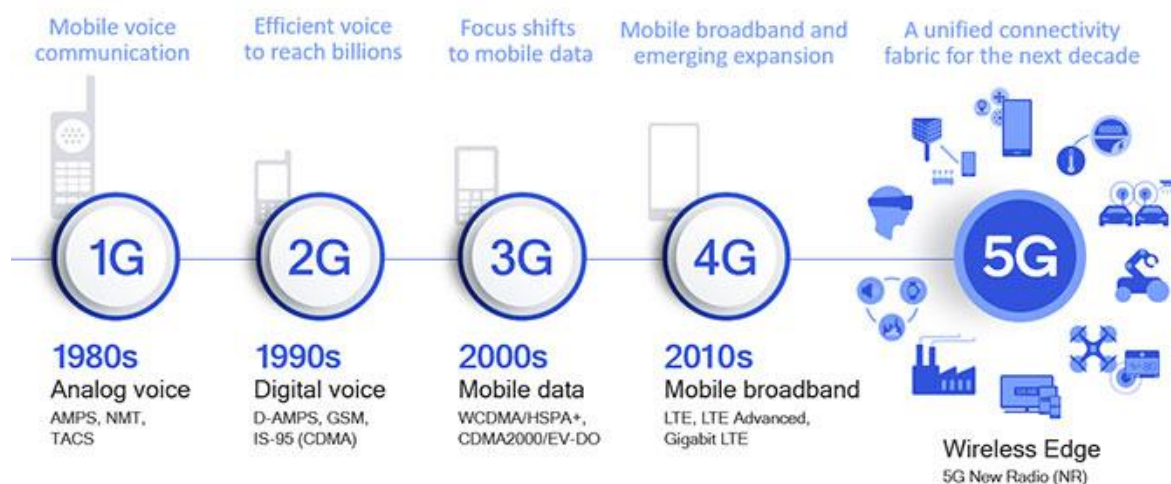 Mobile voice
communication
Efficient voice
to reach billions
Focus shifts
to mobile data
Mobile broadband and
emerging expansion
A unified connectivity
fabric for the next decade
1G
2G
3G
4G
5G
1980s
Analog voice
AMPS, NMT,
TACS
1990s
Digital voice
D-AMPS, GSM,
IS-95 (CDMA)
2000s
Mobile data
WCDMA/HSPA+,
CDMA2000/EV-DO
2010s
Mobile broadband
LTE, LTE Advanced,
Gigabit LTE
Wireless Edge
5G New Radio (NR)